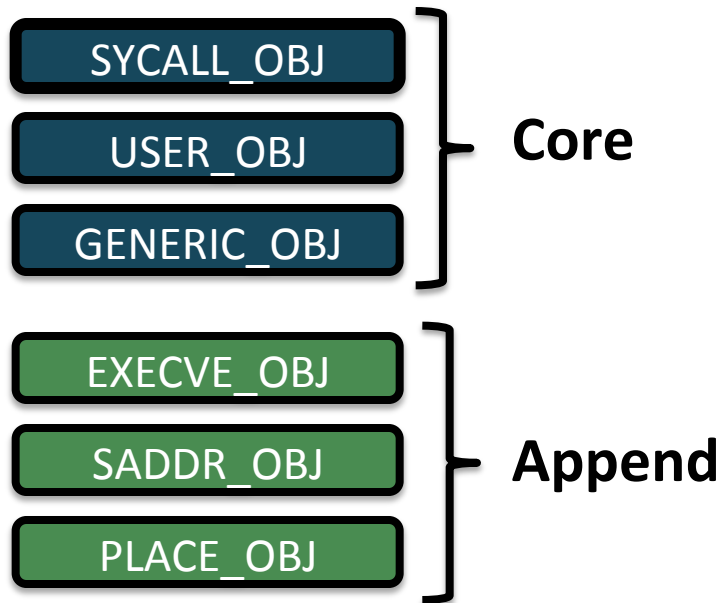 SYCALL_OBJ
USER_OBJ
GENERIC_OBJ
Core
EXECVE_OBJ
SADDR_OBJ
PLACE_OBJ
Append